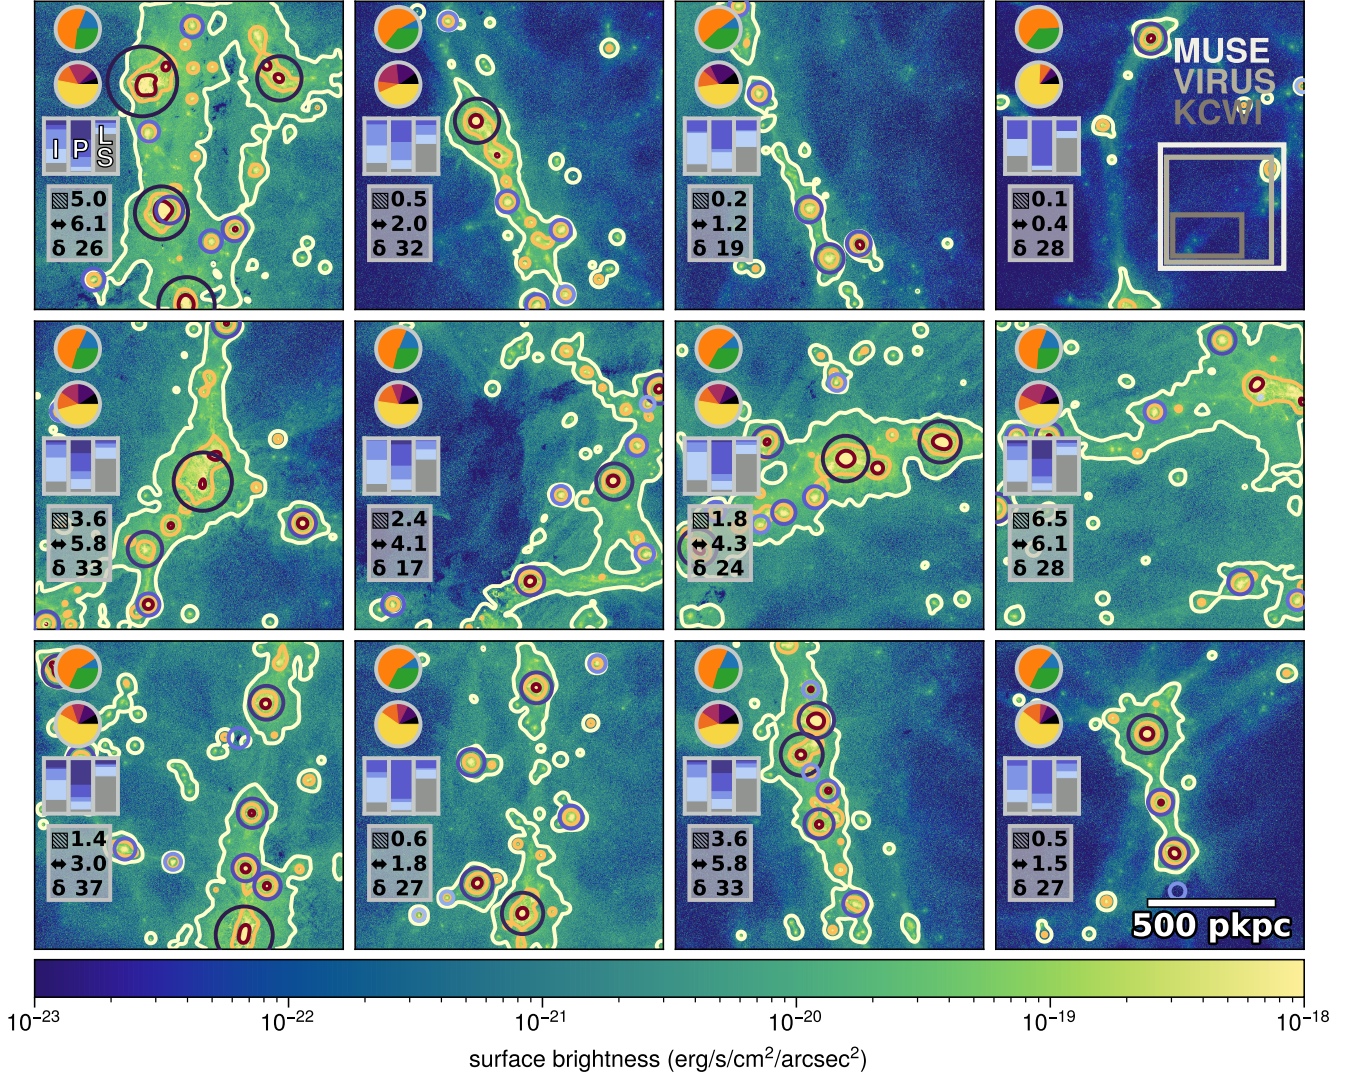 MUSE
VIRUS
KCWI
I P L
S
5.0
6.1
δ 26
0.5
2.0
δ 32
0.2
1.2
δ 19
0.1
0.4
δ 28
3.6
5.8
δ 33
2.4
4.1
δ 17
1.8
4.3
δ 24
6.5
6.1
δ 28
1.4
3.0
δ 37
0.6
1.8
δ 27
3.6
5.8
δ 33
0.5
1.5
δ 27
500 pkpc
10⁻²³ 10⁻²² 10⁻²¹ 10⁻²⁰ 10⁻¹⁹ 10⁻¹⁸
surface brightness (erg/s/cm²/arcsec²)